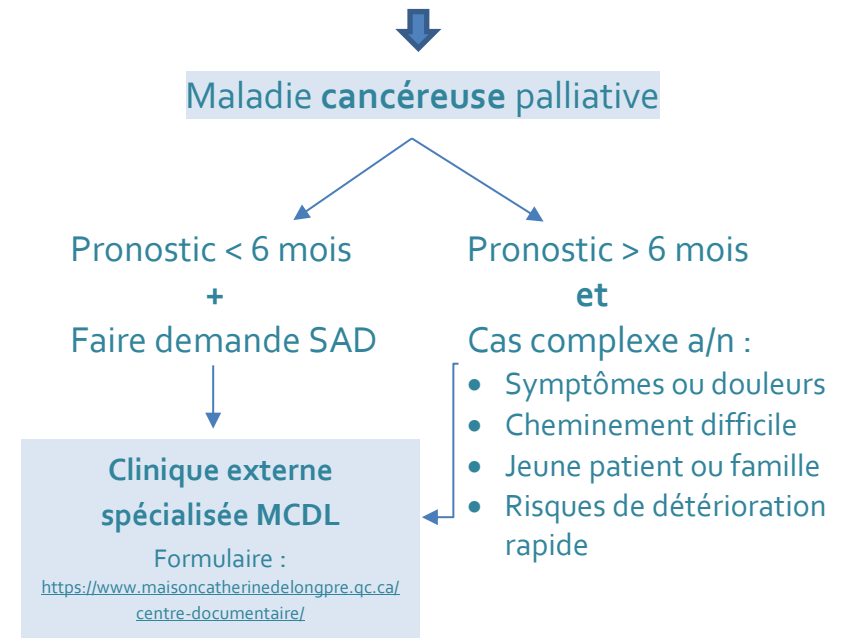 Maladie cancéreuse palliative
Pronostic < 6 mois
+
Faire demande SAD
Pronostic > 6 mois
et
Cas complexe a/n :
• Symptômes ou douleurs
• Cheminement difficile
• Jeune patient ou famille
• Risques de détérioration
rapide
Clinique externe
spécialisée MCDL
Formulaire :
https://www.maisoncatherinedelongpre.qc.ca/
centre-documentaire/